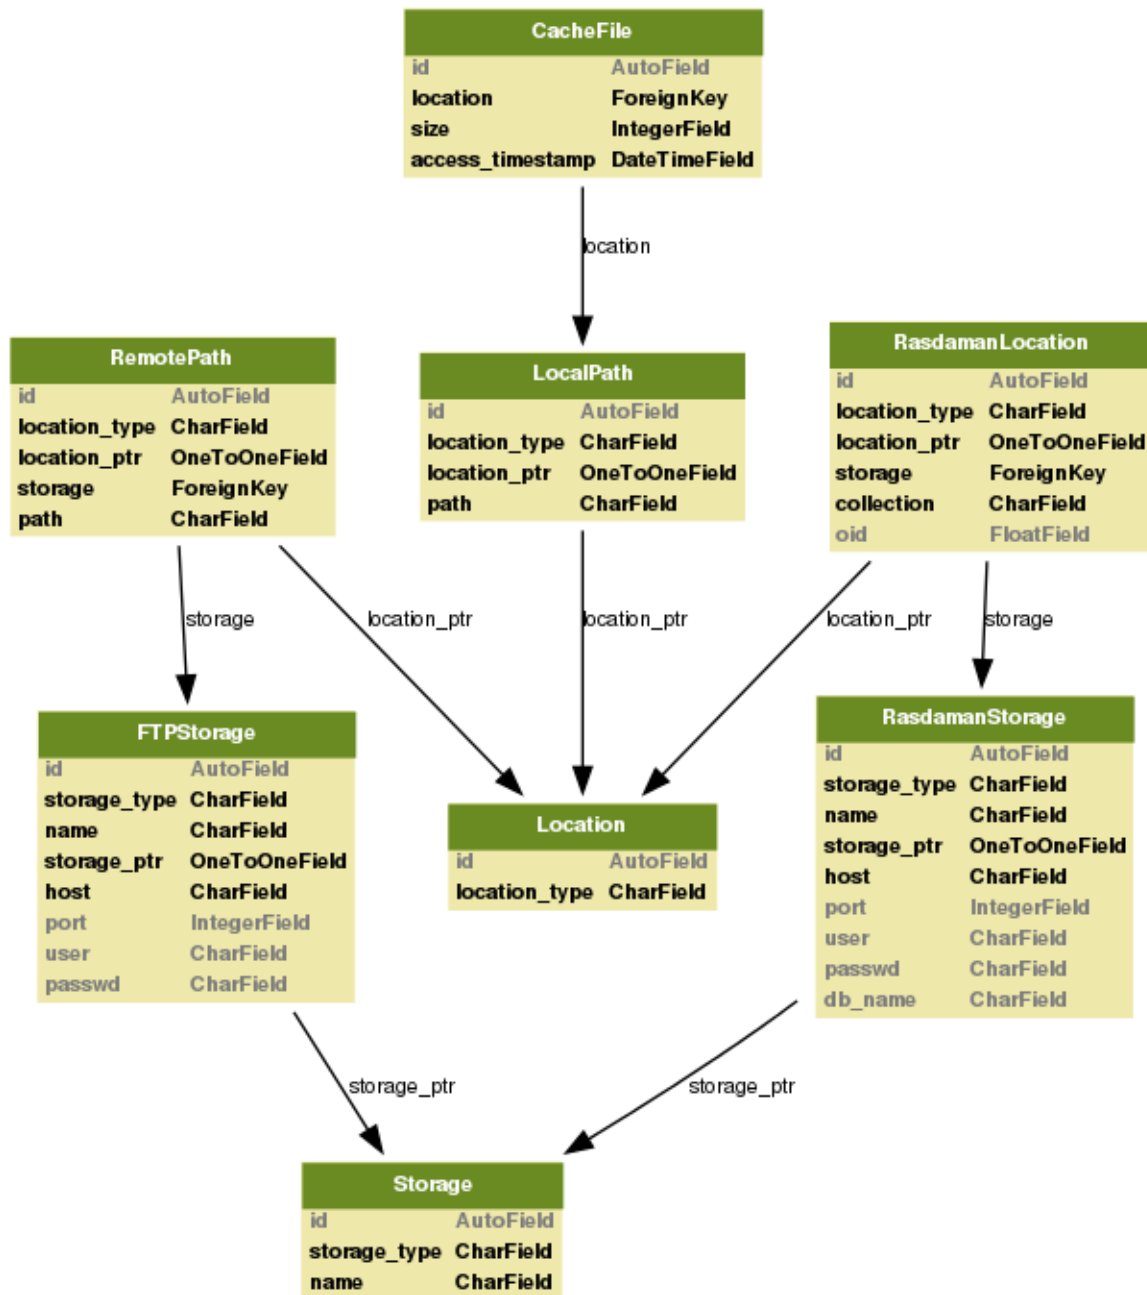 CacheFile
id AutoField
location ForeignKey
size IntegerField
access_timestamp DateTimeField
location
RemotePath
id AutoField
location_type CharField
location_ptr OneToOneField
storage ForeignKey
path CharField
LocalPath
id AutoField
location_type CharField
location_ptr OneToOneField
path CharField
RasdamanLocation
id AutoField
location_type CharField
location_ptr OneToOneField
storage ForeignKey
collection CharField
oid FloatField
storage
location_ptr
location_ptr
location_ptr
storage
FTPStorage
id AutoField
storage_type CharField
name CharField
storage_ptr OneToOneField
host CharField
port IntegerField
user CharField
passwd CharField
Location
id AutoField
location_type CharField
RasdamanStorage
id AutoField
storage_type CharField
name CharField
storage_ptr OneToOneField
host CharField
port IntegerField
user CharField
passwd CharField
db_name CharField
storage_ptr
storage_ptr
Storage
id AutoField
storage_type CharField
name CharField